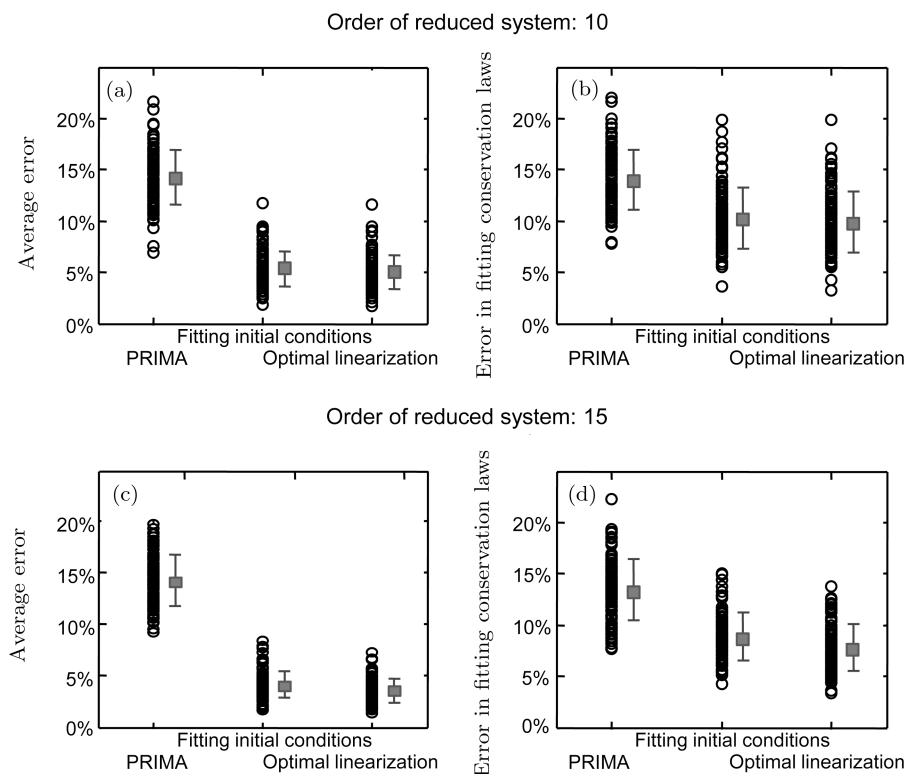 Order of reduced system: 10
(a)
Average error
20%
15%
10%
5%
0%
Fitting initial conditions
PRIMA
Optimal linearization
(b)
Error in fitting conservation laws
20%
15%
10%
5%
0%
Fitting initial conditions
PRIMA
Optimal linearization
Order of reduced system: 15
(c)
Average error
20%
15%
10%
5%
0%
Fitting initial conditions
PRIMA
Optimal linearization
(d)
Error in fitting conservation laws
20%
15%
10%
5%
0%
Fitting initial conditions
PRIMA
Optimal linearization